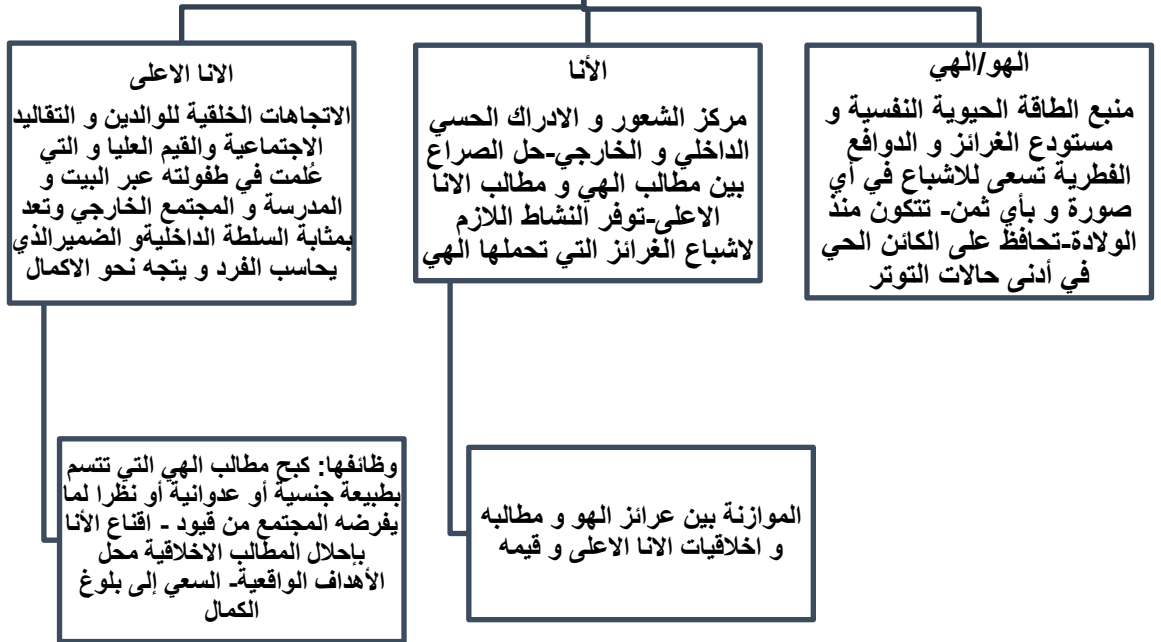 الهو/الهي
منبع الطاقة الحيوية النفسية و
مستودع الغرائز و الدوافع
الفطرية تسعى للاشباع في أي
صورة و بأي ثمن- تتكون منذ
الولادة-تحافظ على الكائن الحي
في أدنى حالات التوتر
الأنا
مركز الشعور و الادراك الحسي
الداخلي و الخارجي-حل الصراع
بين مطالب الهي و مطالب الانا
الاعلى-توفر النشاط اللازم
لاشباع الغرائز التي تحملها الهي
الانا الاعلى
الاتجاهات الخلقية للوالدين و التقاليد
الاجتماعية والقيم العليا و التي
عُلمت في طفولته عبر البيت و
المدرسة و المجتمع الخارجي وتعد
بمثابة السلطة الداخليةو الضميرالذي
يحاسب الفرد و يتجه نحو الاكمال
الموازنة بين عرائز الهو و مطالبه
و اخلاقيات الانا الاعلى و قيمه
وظائفها: كبح مطالب الهي التي تتسم
بطبيعة جنسية أو عدوانية أو نظرا لما
يفرضه المجتمع من قيود - اقناع الأنا
بإحلال المطالب الاخلاقية محل
الأهداف الواقعية- السعي إلى بلوغ
الكمال